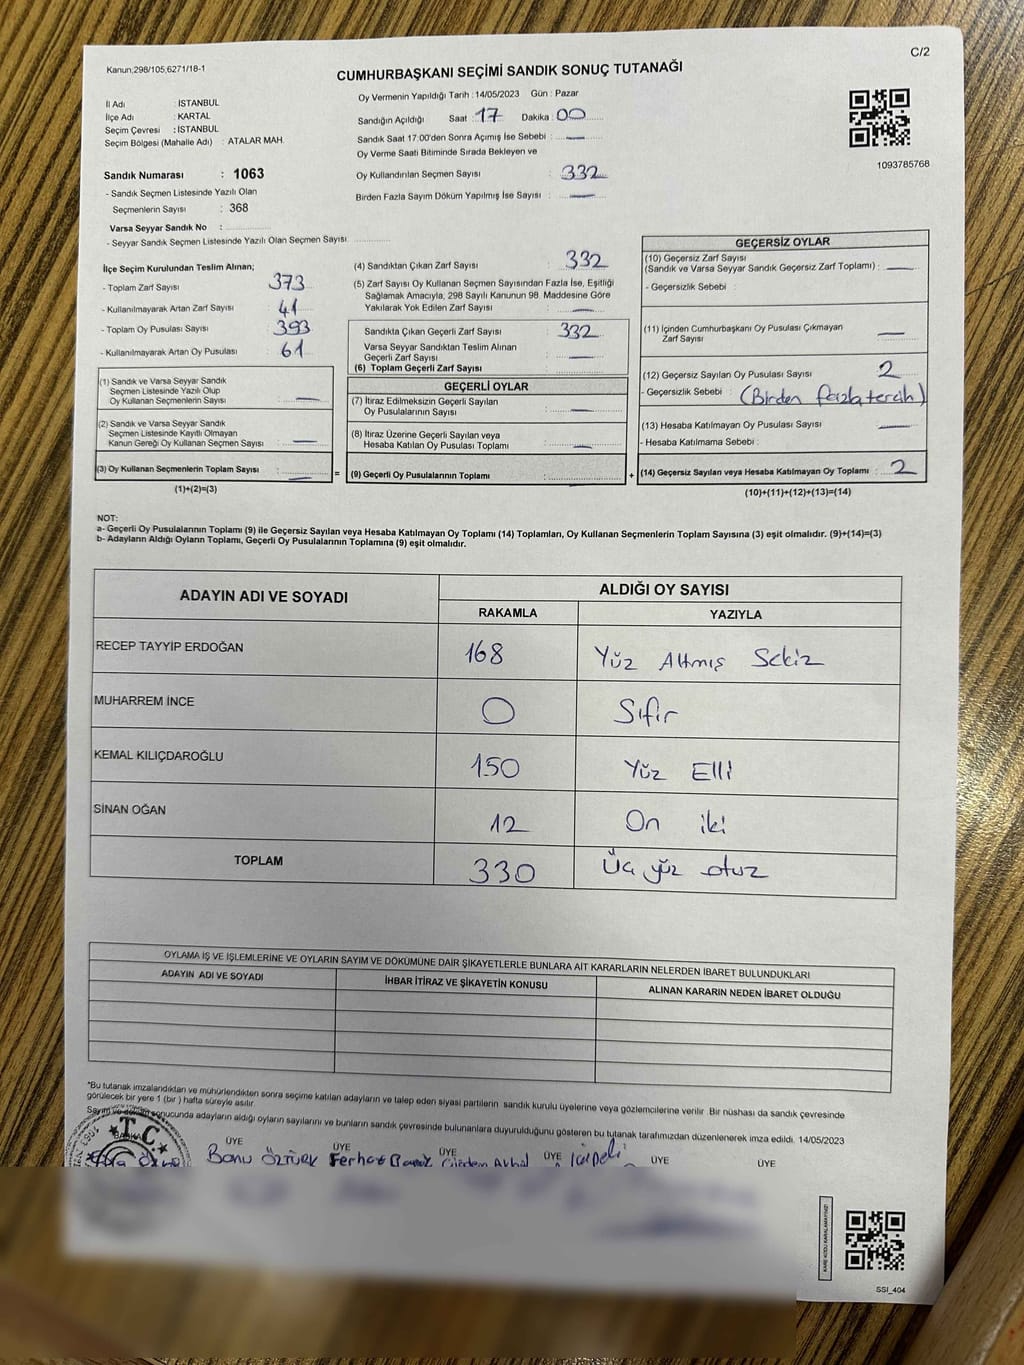 C/2
Kanun;298/105,6271/18-1
CUMHURBAŞKANI SEÇİMİ SANDIK SONUÇ TUTANAĞI
İl Adı : İSTANBUL
İlçe Adı : KARTAL
Seçim Çevresi : İSTANBUL
Seçim Bölgesi (Mahalle Adı) : ATALAR MAH.
Oy Vermenin Yapıldığı Tarih : 14/05/2023 Gün : Pazar
Sandığın Açıldığı Saat : 17 Dakika : 00
Sandık Saat 17:00'den Sonra Açımış İse Sebebi : —
Oy Verme Saati Bitiminde Sırada Bekleyen ve
Oy Kullandırılan Seçmen Sayısı : 332
Birden Fazla Sayım Döküm Yapılmış İse Sayısı : —
1093785768
Sandık Numarası : 1063
- Sandık Seçmen Listesinde Yazılı Olan
Seçmenlerin Sayısı : 368
Varsa Seyyar Sandık No :
- Seyyar Sandık Seçmen Listesinde Yazılı Olan Seçmen Sayısı
İlçe Seçim Kurulundan Teslim Alınan;
- Toplam Zarf Sayısı 373
- Kullanılmayarak Artan Zarf Sayısı 41
- Toplam Oy Pusulası Sayısı 393
- Kullanılmayarak Artan Oy Pusulası 61
(1) Sandık ve Varsa Seyyar Sandık
Seçmen Listesinde Yazılı Olup
Oy Kullanan Seçmenlerin Sayısı : —
(2) Sandık ve Varsa Seyyar Sandık
Seçmen Listesinde Kayıtlı Olmayan
Kanun Gereği Oy Kullanan Seçmen Sayısı : —
(3) Oy Kullanan Seçmenlerin Toplam Sayısı : —
(1)+(2)=(3)
(4) Sandıktan Çıkan Zarf Sayısı : 332
(5) Zarf Sayısı Oy Kullanan Seçmen Sayısından Fazla İse, Eşitliği
Sağlamak Amacıyla, 298 Sayılı Kanunun 98. Maddesine Göre
Yakılarak Yok Edilen Zarf Sayısı : —
Sandıkta Çıkan Geçerli Zarf Sayısı : 332
Varsa Seyyar Sandıktan Teslim Alınan
Geçerli Zarf Sayısı : —
(6) Toplam Geçerli Zarf Sayısı :
GEÇERLİ OYLAR
(7) İtiraz Edilmeksizin Geçerli Sayılan
Oy Pusulalarının Sayısı : —
(8) İtiraz Üzerine Geçerli Sayılan veya
Hesaba Katılan Oy Pusulası Toplamı : —
= (9) Geçerli Oy Pusulalarının Toplamı : —
GEÇERSİZ OYLAR
(10) Geçersiz Zarf Sayısı
(Sandık ve Varsa Seyyar Sandık Geçersiz Zarf Toplamı) : —
- Geçersizlik Sebebi :
(11) İçinden Cumhurbaşkanı Oy Pusulası Çıkmayan
Zarf Sayısı : —
(12) Geçersiz Sayılan Oy Pusulası Sayısı : 2
- Geçersizlik Sebebi : (Birden fazla tercih)
(13) Hesaba Katılmayan Oy Pusulası Sayısı : —
- Hesaba Katılmama Sebebi :
+ (14) Geçersiz Sayılan veya Hesaba Katılmayan Oy Toplamı : 2
(10)+(11)+(12)+(13)=(14)
NOT:
a- Geçerli Oy Pusulalarının Toplamı (9) ile Geçersiz Sayılan veya Hesaba Katılmayan Oy Toplamı (14) Toplamları, Oy Kullanan Seçmenlerin Toplam Sayısına (3) eşit olmalıdır. (9)+(14)=(3)
b- Adayların Aldığı Oyların Toplamı, Geçerli Oy Pusulalarının Toplamına (9) eşit olmalıdır.
ADAYIN ADI VE SOYADI ALDIĞI OY SAYISI
RAKAMLA YAZIYLA
RECEP TAYYİP ERDOĞAN 168 Yüz Altmış Sekiz
MUHARREM İNCE 0 Sıfır
KEMAL KILIÇDAROĞLU 150 Yüz Elli
SİNAN OĞAN 12 On iki
TOPLAM 330 Üç yüz otuz
OYLAMA İŞ VE İŞLEMLERİNE VE OYLARIN SAYIM VE DÖKÜMÜNE DAİR ŞİKAYETLERLE BUNLARA AİT KARARLARIN NELERDEN İBARET BULUNDUKLARI
ADAYIN ADI VE SOYADI İHBAR İTİRAZ VE ŞİKAYETİN KONUSU ALINAN KARARIN NEDEN İBARET OLDUĞU
*Bu tutanak imzalandıktan ve mühürlendikten sonra seçime katılan adayların ve talep eden siyasi partilerin sandık kurulu üyelerine veya gözlemcilerine verilir. Bir nüshası da sandık çevresinde
görülecek bir yere 1 (bir ) hafta süreyle asılır.
Sayım ve döküm sonucunda adayların aldığı oyların sayılarını ve bunların sandık çevresinde bulunanlara duyurulduğunu gösteren bu tutanak tarafımızdan düzenlenerek imza edildi. 14/05/2023
T.C
ÜYE ÜYE ÜYE ÜYE ÜYE ÜYE
Banu ÖZTÜRK Ferhat
SSI_404